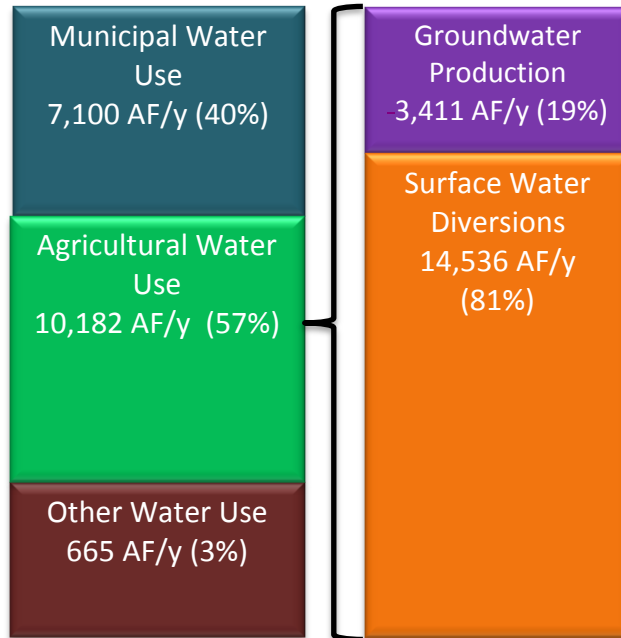 Municipal Water
Use
7,100 AF/y (40%)
Agricultural Water
Use
10,182 AF/y (57%)
Other Water Use
665 AF/y (3%)
Groundwater
Production
-3,411 AF/y (19%)
Surface Water
Diversions
14,536 AF/y
(81%)